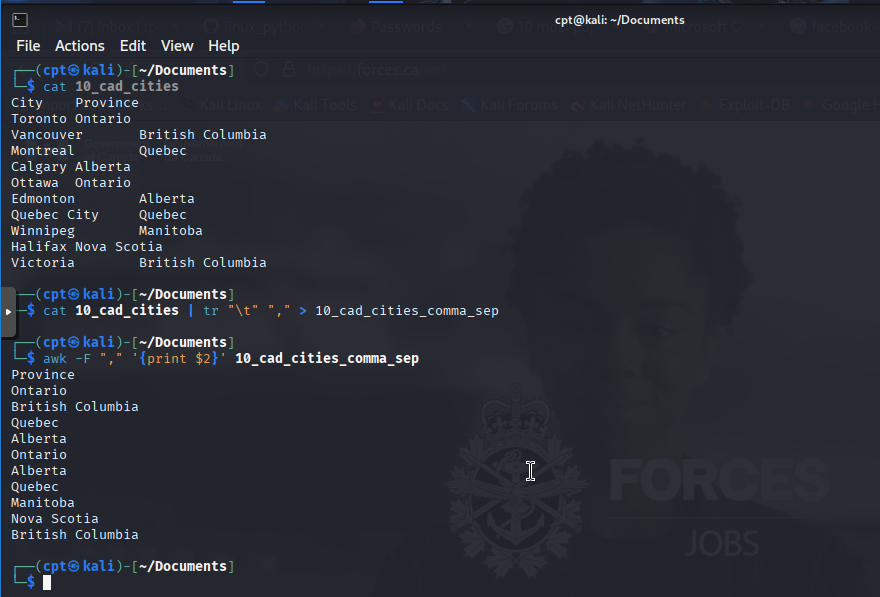 cpt@kali: ~/Documents
File Actions Edit View Help
┌──(cpt㉿kali)-[~/Documents]
└─$ cat 10_cad_cities
City    Province
Toronto Ontario
Vancouver       British Columbia
Montreal        Quebec
Calgary Alberta
Ottawa  Ontario
Edmonton        Alberta
Quebec City     Quebec
Winnipeg        Manitoba
Halifax Nova Scotia
Victoria        British Columbia
┌──(cpt㉿kali)-[~/Documents]
└─$ cat 10_cad_cities | tr "\t" "," > 10_cad_cities_comma_sep
┌──(cpt㉿kali)-[~/Documents]
└─$ awk -F "," '{print $2}' 10_cad_cities_comma_sep
Province
Ontario
British Columbia
Quebec
Alberta
Ontario
Alberta
Quebec
Manitoba
Nova Scotia
British Columbia
┌──(cpt㉿kali)-[~/Documents]
└─$
FORCES
JOBS